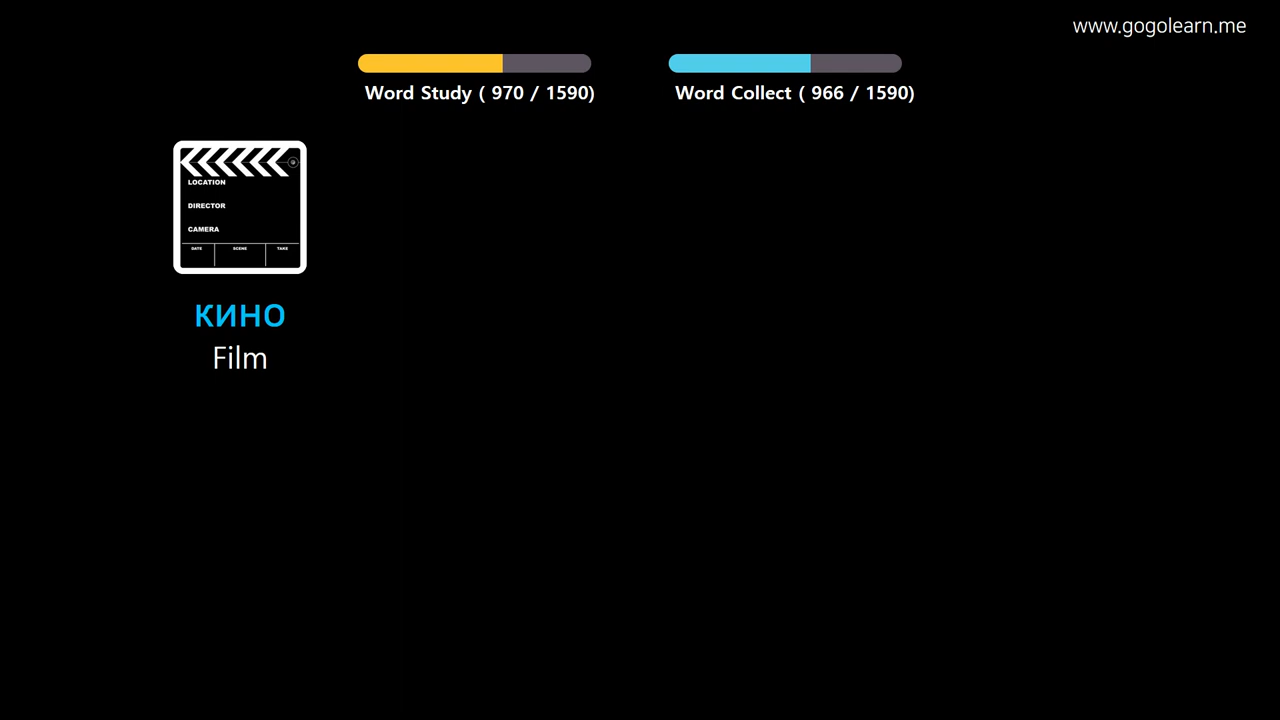 www.gogolearn.me
Word Study ( 970 / 1590)
Word Collect ( 966 / 1590)
LOCATION
DIRECTOR
CAMERA
DATE SCENE TAKE
кино
Film